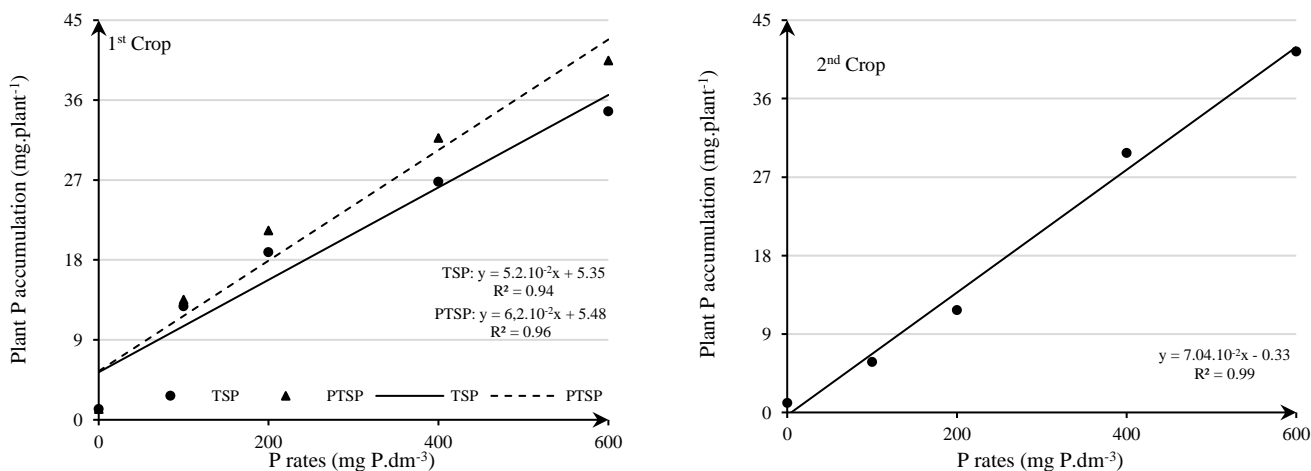 1st Crop
Plant P accumulation (mg.plant-1)
45
36
27
18
9
0
TSP: y = 5.2.10-2x + 5.35
R² = 0.94
PTSP: y = 6,2.10-2x + 5.48
R² = 0.96
TSP PTSP TSP PTSP
0 200 400 600
P rates (mg P.dm-3)
2nd Crop
Plant P accumulation (mg.plant-1)
45
36
27
18
9
0
y = 7.04.10-2x - 0.33
R² = 0.99
0 200 400 600
P rates (mg P.dm-3)